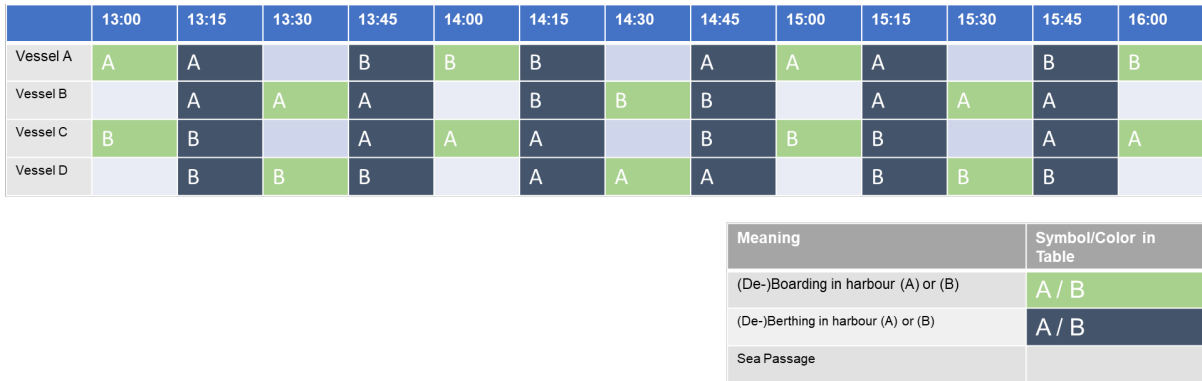 13:00 13:15 13:30 13:45 14:00 14:15 14:30 14:45 15:00 15:15 15:30 15:45 16:00
Vessel A A A B B B A A A B B
Vessel B A A A B B B A A A
Vessel C B B A A A B B B A A
Vessel D B B B A A A B B B
Meaning Symbol/Color in
Table
(De-)Boarding in harbour (A) or (B) A / B
(De-)Berthing in harbour (A) or (B) A / B
Sea Passage